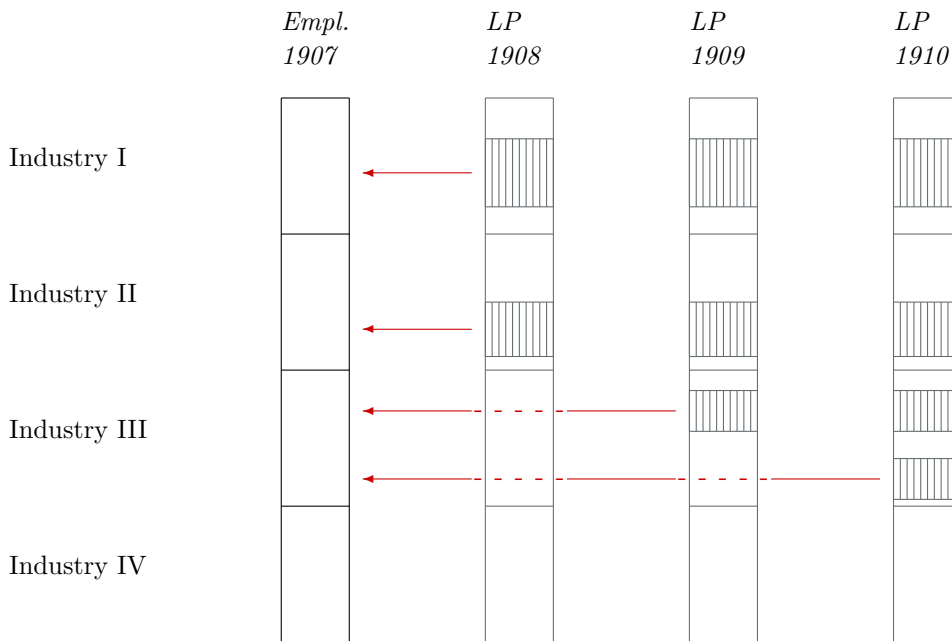 Empl. LP LP LP
1907 1908 1909 1910
Industry I
Industry II
Industry III
Industry IV